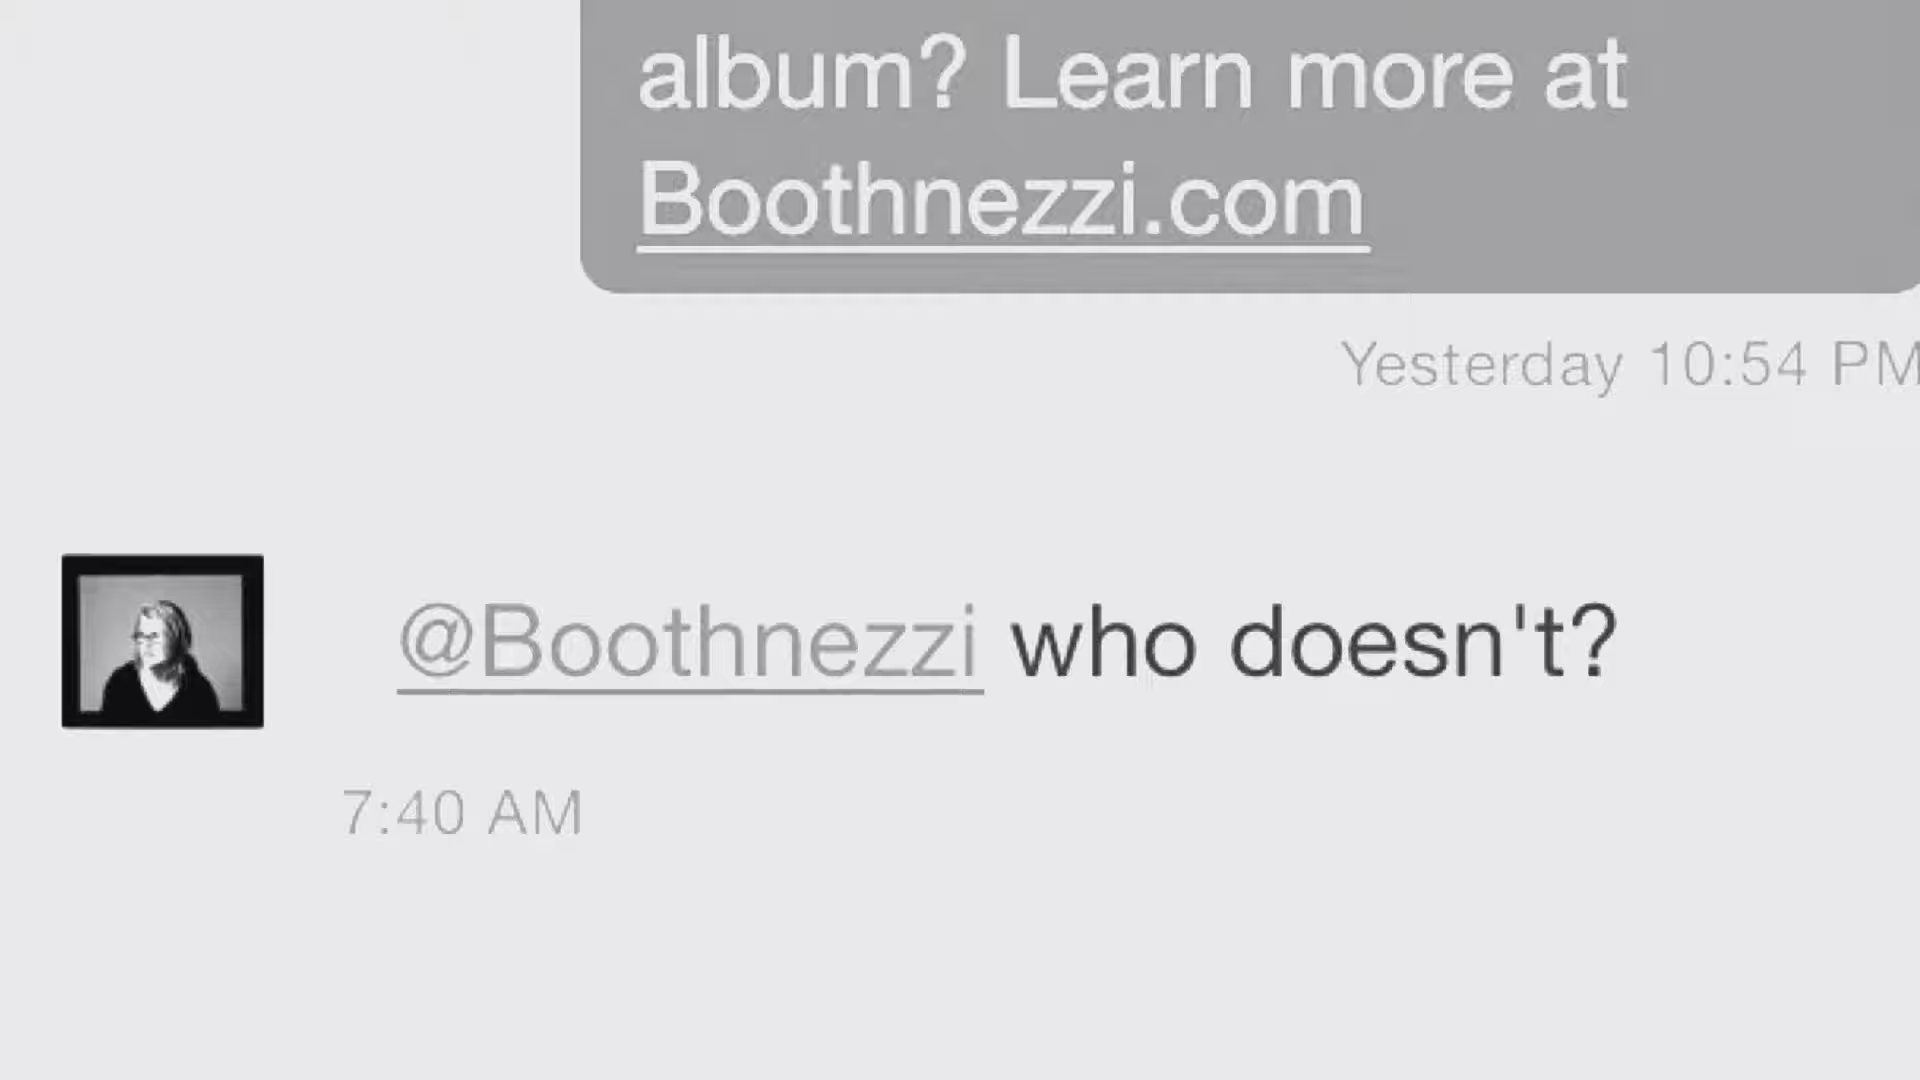 album? Learn more at
Boothnezzi.com
Yesterday 10:54 PM
@Boothnezzi who doesn't?
7:40 AM